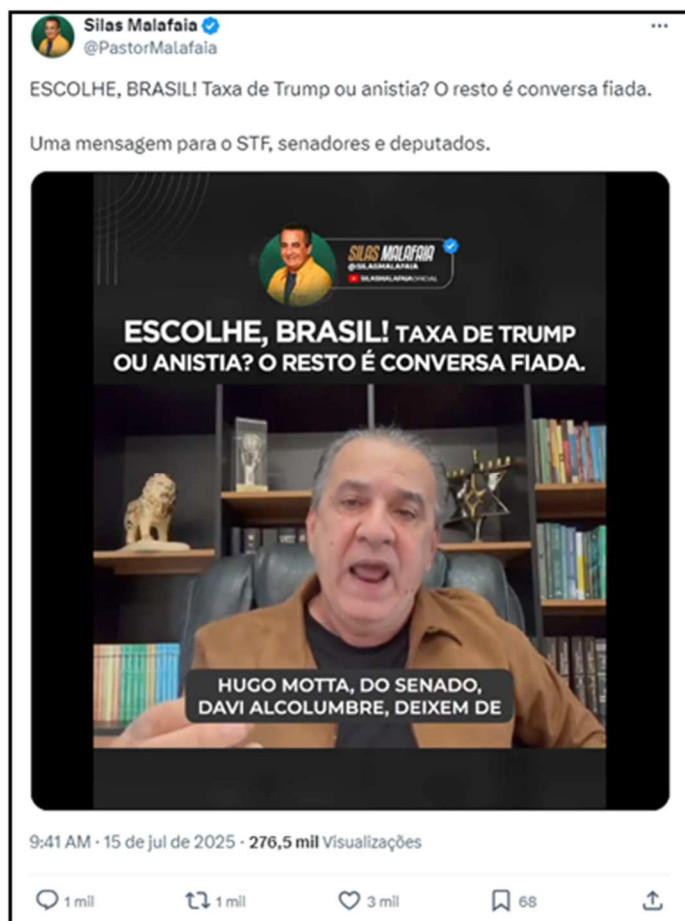 Silas Malafaia
@PastorMalafaia
ESCOLHE, BRASIL! Taxa de Trump ou anistia? O resto é conversa fiada.
Uma mensagem para o STF, senadores e deputados.
SILAS MALAFAIA
@SILASMALAFAIA
SILASMALAFAIAOFICIAL
ESCOLHE, BRASIL! TAXA DE TRUMP
OU ANISTIA? O RESTO É CONVERSA FIADA.
HUGO MOTTA, DO SENADO,
DAVI ALCOLUMBRE, DEIXEM DE
9:41 AM · 15 de jul de 2025 · 276,5 mil Visualizações
1 mil 1 mil 3 mil 68